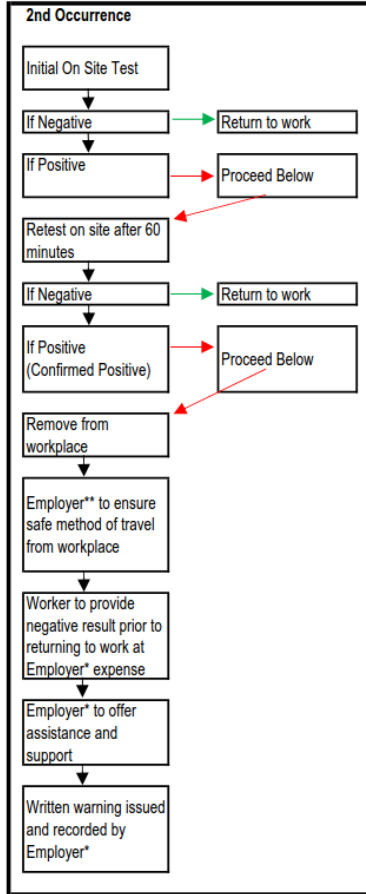 2nd Occurrence
Initial On Site Test
If Negative
Return to work
If Positive
Proceed Below
Retest on site after 60
minutes
If Negative
Return to work
If Positive
(Confirmed Positive)
Proceed Below
Remove from
workplace
Employer** to ensure
safe method of travel
from workplace
Worker to provide
negative result prior to
returning to work at
Employer* expense
Employer* to offer
assistance and
support
Written warning issued
and recorded by
Employer*